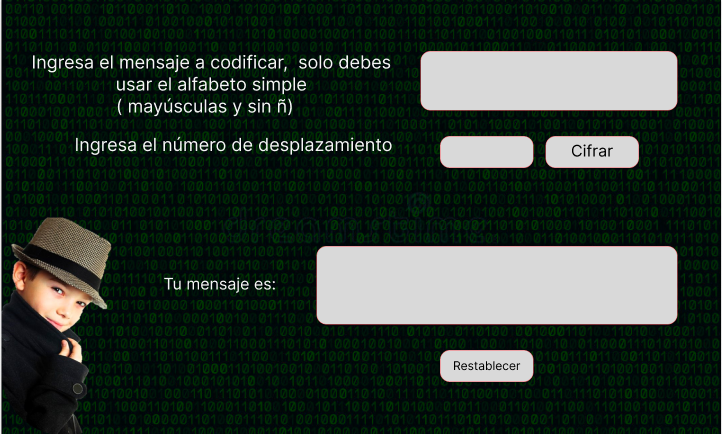 Ingresa el mensaje a codificar,  solo debes
usar el alfabeto simple
( mayúsculas y sin ñ)
Ingresa el número de desplazamiento
Cifrar
Tu mensaje es:
Restablecer